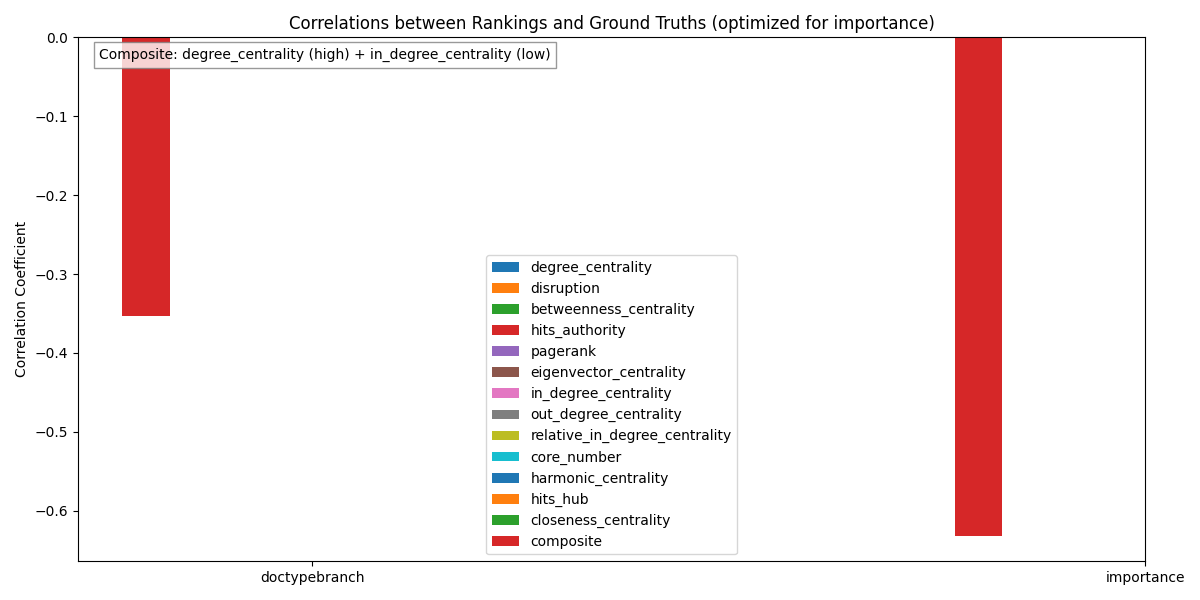 Correlations between Rankings and Ground Truths (optimized for importance)
Composite: degree_centrality (high) + in_degree_centrality (low)
Correlation Coefficient
0.0
−0.1
−0.2
−0.3
−0.4
−0.5
−0.6
degree_centrality
disruption
betweenness_centrality
hits_authority
pagerank
eigenvector_centrality
in_degree_centrality
out_degree_centrality
relative_in_degree_centrality
core_number
harmonic_centrality
hits_hub
closeness_centrality
composite
doctypebranch
importance